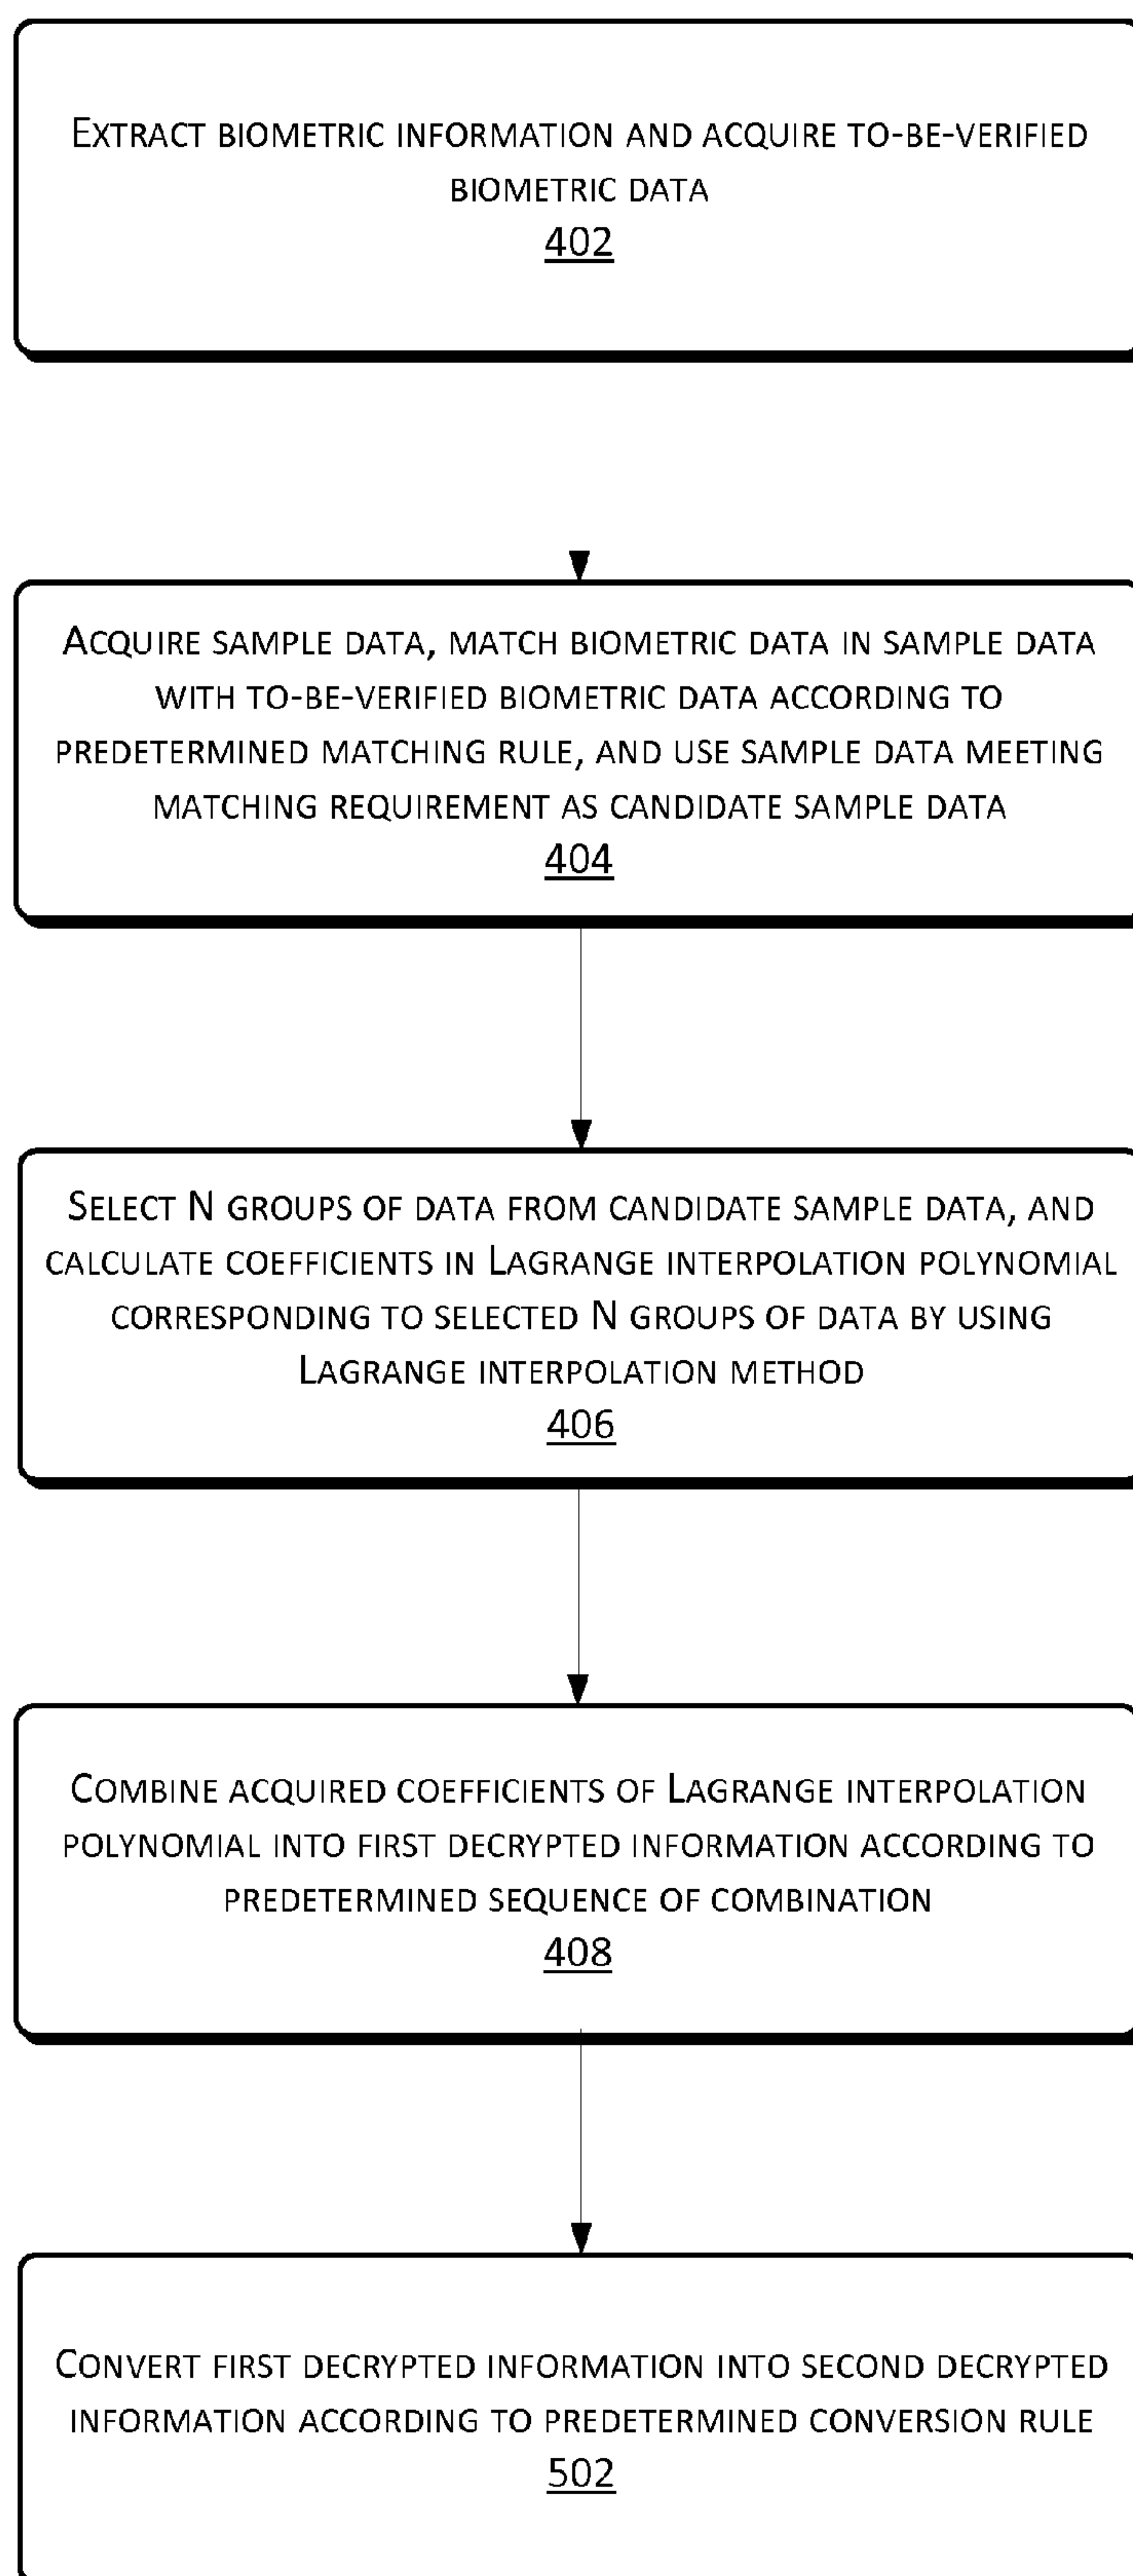 EXTRACT BIOMETRIC INFORMATION AND ACQUIRE TO-BE-VERIFIED
BIOMETRIC DATA
402
ACQUIRE SAMPLE DATA, MATCH BIOMETRIC DATA IN SAMPLE DATA
WITH TO-BE-VERIFIED BIOMETRIC DATA ACCORDING TO
PREDETERMINED MATCHING RULE, AND USE SAMPLE DATA MEETING
MATCHING REQUIREMENT AS CANDIDATE SAMPLE DATA
404
SELECT N GROUPS OF DATA FROM CANDIDATE SAMPLE DATA, AND
CALCULATE COEFFICIENTS IN LAGRANGE INTERPOLATION POLYNOMIAL
CORRESPONDING TO SELECTED N GROUPS OF DATA BY USING
LAGRANGE INTERPOLATION METHOD
406
COMBINE ACQUIRED COEFFICIENTS OF LAGRANGE INTERPOLATION
POLYNOMIAL INTO FIRST DECRYPTED INFORMATION ACCORDING TO
PREDETERMINED SEQUENCE OF COMBINATION
408
CONVERT FIRST DECRYPTED INFORMATION INTO SECOND DECRYPTED
INFORMATION ACCORDING TO PREDETERMINED CONVERSION RULE
502